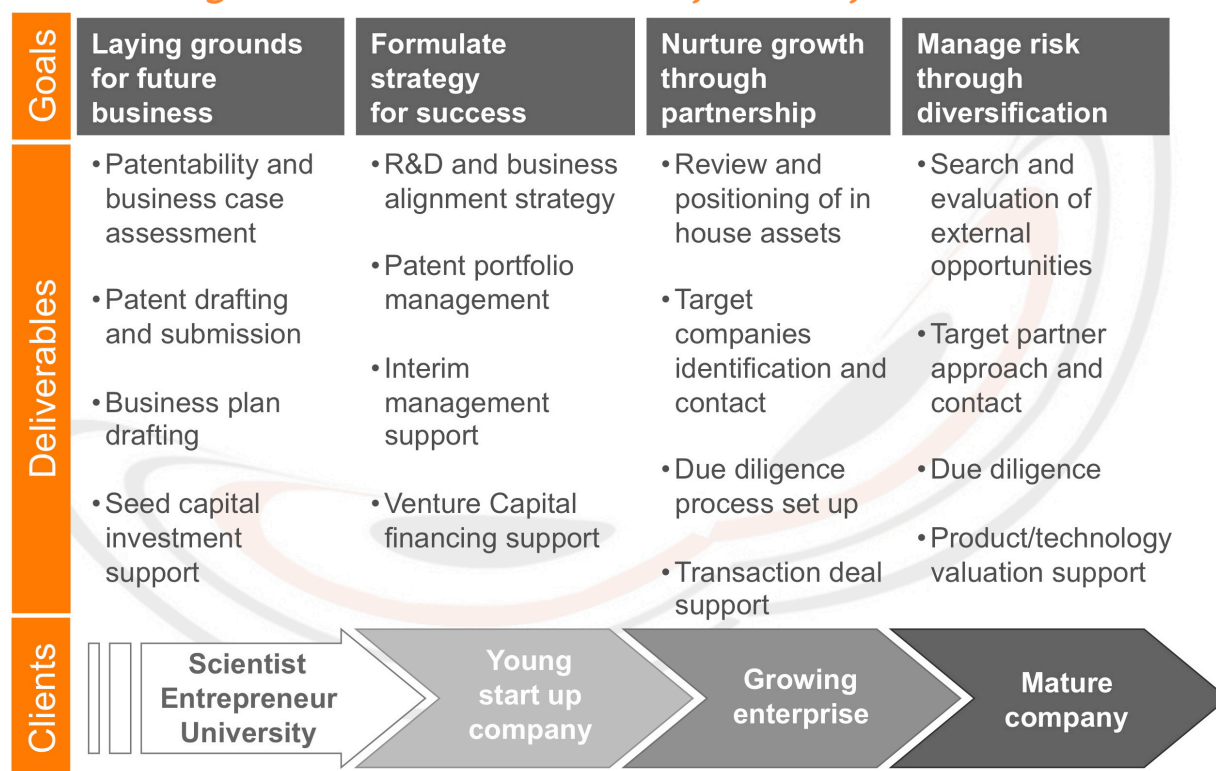 Goals
Laying grounds
for future
business
Formulate
strategy
for success
Nurture growth
through
partnership
Manage risk
through
diversification
Deliverables
•Patentability and
business case
assessment
•Patent drafting
and submission
•Business plan
drafting
•Seed capital
investment
support
•R&D and business
alignment strategy
•Patent portfolio
management
•Interim
management
support
•Venture Capital
financing support
•Review and
positioning of in
house assets
•Target
companies
identification and
contact
•Due diligence
process set up
•Transaction deal
support
•Search and
evaluation of
external
opportunities
•Target partner
approach and
contact
•Due diligence
•Product/technology
valuation support
Clients
Scientist
Entrepreneur
University
Young
start up
company
Growing
enterprise
Mature
company